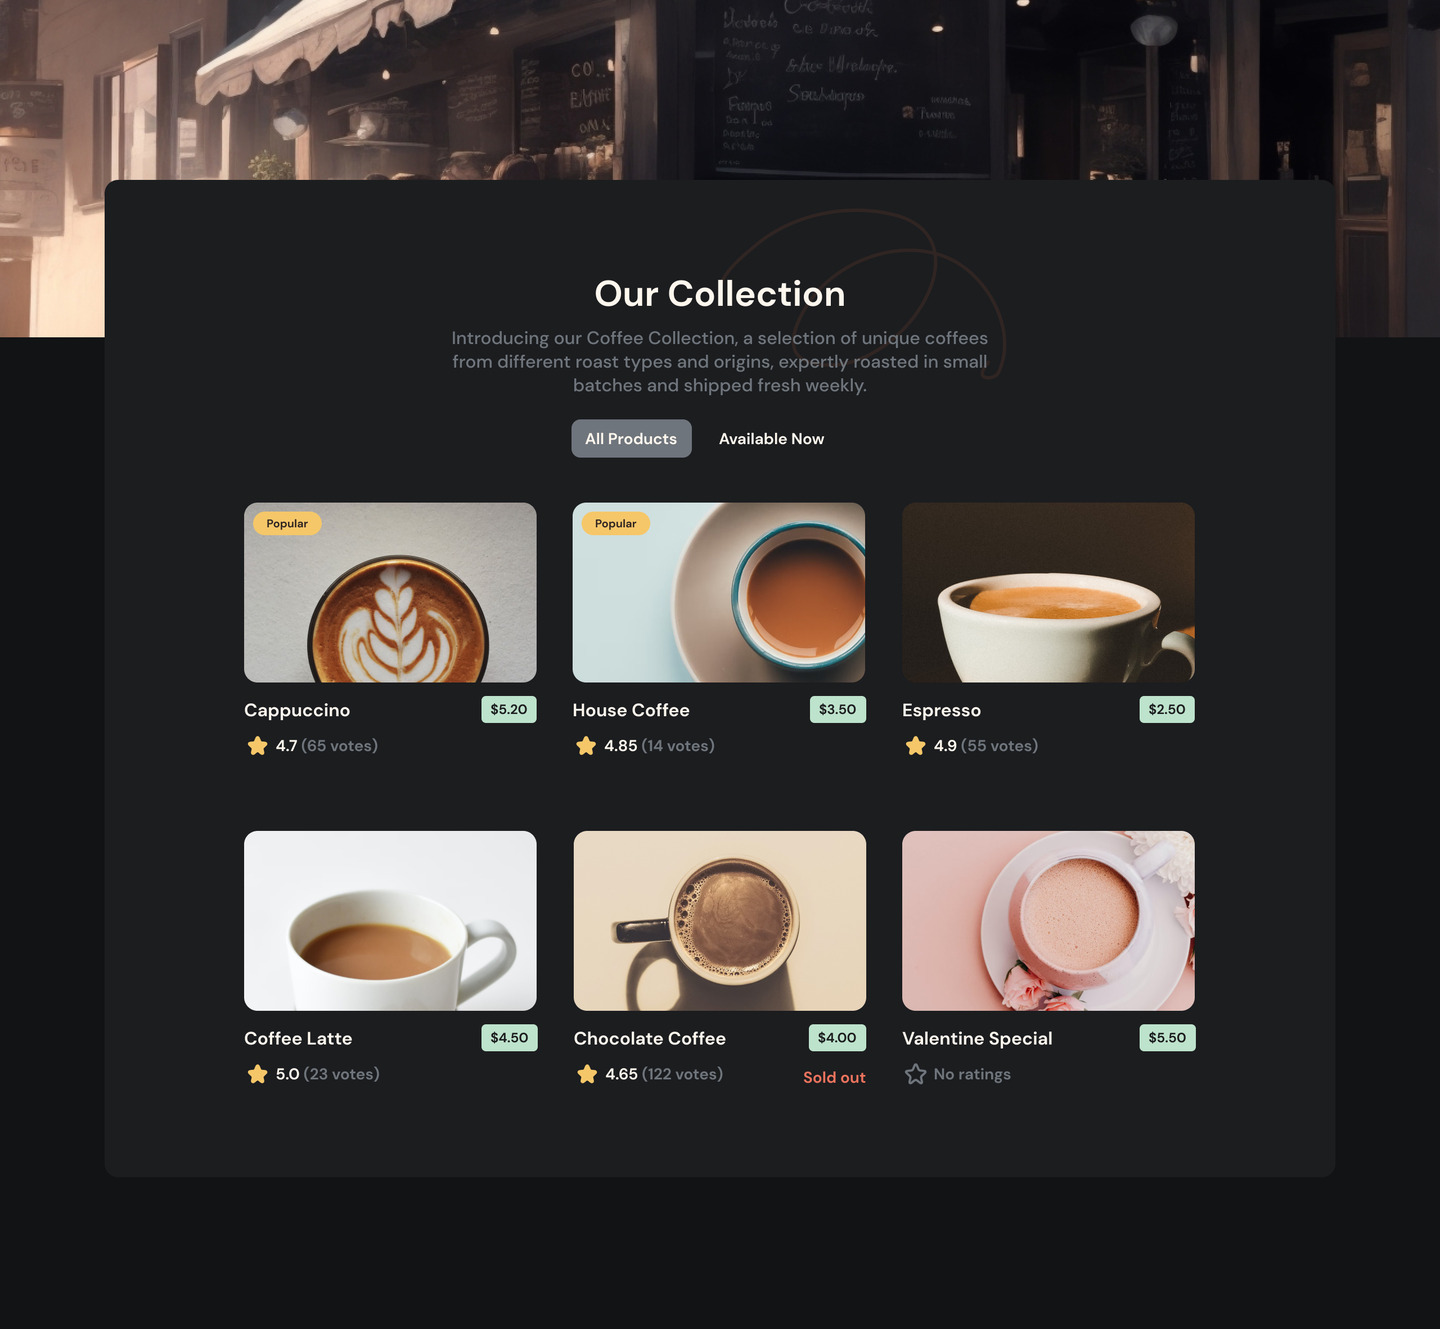 Our Collection
Introducing our Coffee Collection, a selection of unique coffees
from different roast types and origins, expertly roasted in small
batches and shipped fresh weekly.
All Products
Available Now
Popular
Popular
Cappuccino
$5.20
4.7 (65 votes)
House Coffee
$3.50
4.85 (14 votes)
Espresso
$2.50
4.9 (55 votes)
Coffee Latte
$4.50
5.0 (23 votes)
Chocolate Coffee
$4.00
4.65 (122 votes)
Sold out
Valentine Special
$5.50
No ratings